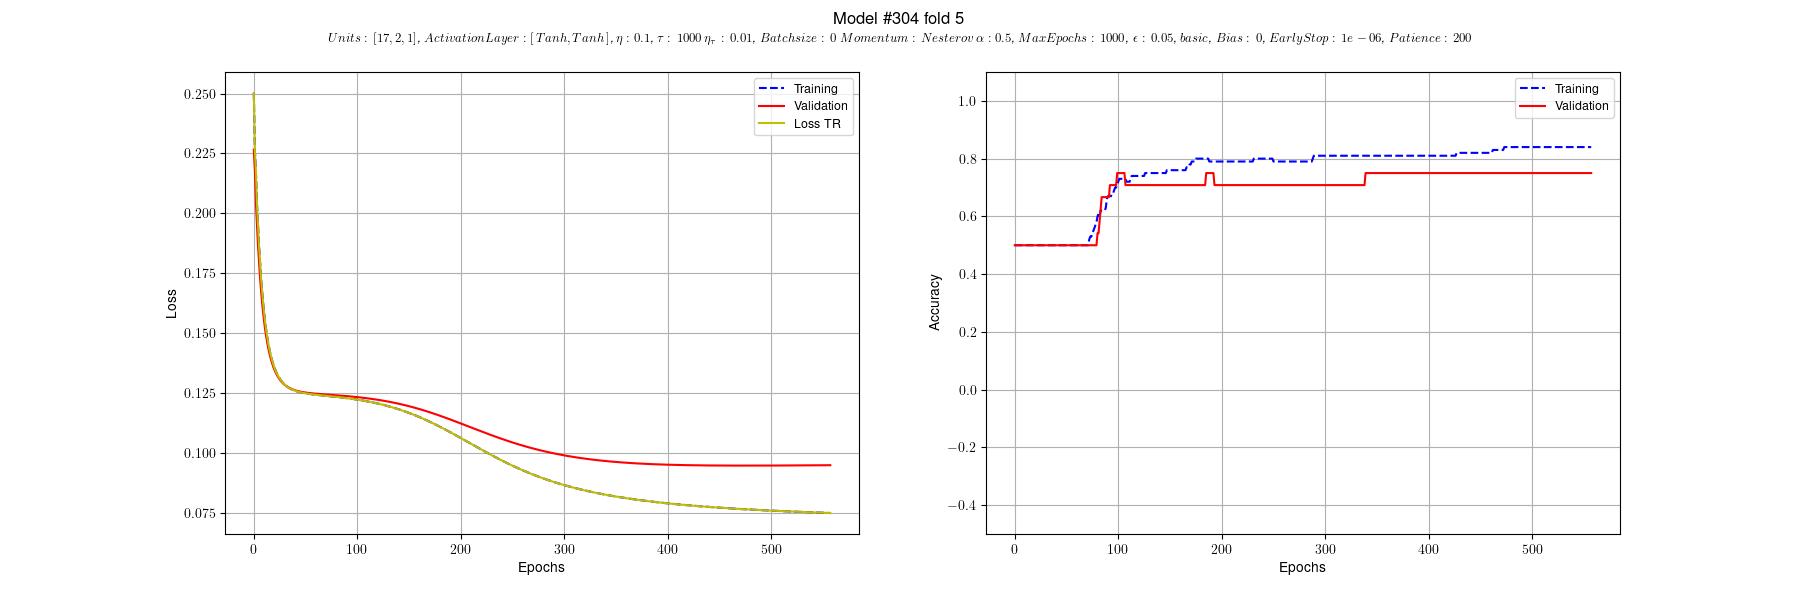 Model #304 fold 5
Units : [17, 2, 1], ActivationLayer : [Tanh, Tanh], η : 0.1, τ : 1000 ητ : 0.01, Batchsize : 0 Momentum : Nesterov α : 0.5, MaxEpochs : 1000, ϵ : 0.05, basic, Bias : 0, EarlyStop : 1e − 06, Patience : 200
Training
Validation
Loss TR
0.250
0.225
0.200
0.175
0.150
0.125
0.100
0.075
Loss
0 100 200 300 400 500
Epochs
Training
Validation
1.0
0.8
0.6
0.4
0.2
0.0
−0.2
−0.4
Accuracy
0 100 200 300 400 500
Epochs